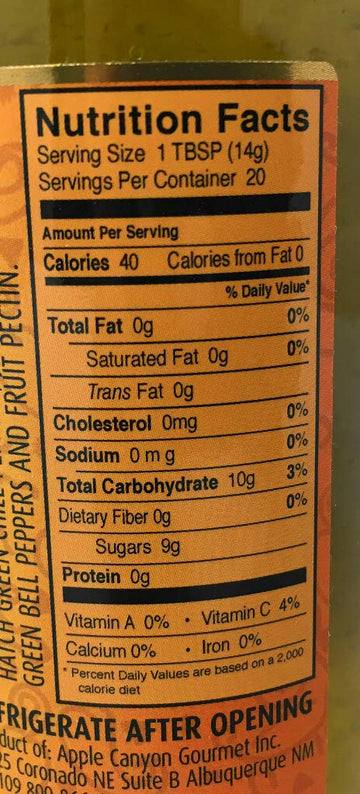 Nutrition Facts
Serving Size 1 TBSP (14g)
Servings Per Container 20
Amount Per Serving
Calories 40 Calories from Fat 0
% Daily Value*
Total Fat 0g 0%
Saturated Fat 0g 0%
Trans Fat 0g
Cholesterol 0mg 0%
Sodium 0 m g 0%
Total Carbohydrate 10g 3%
Dietary Fiber 0g 0%
Sugars 9g
Protein 0g
Vitamin A 0% • Vitamin C 4%
Calcium 0% • Iron 0%
* Percent Daily Values are based on a 2,000
calorie diet
HATCH GREEN
GREEN BELL PEPPERS AND FRUIT PECTIN.
FRIGERATE AFTER OPENING
duct of: Apple Canyon Gourmet Inc.
25 Coronado NE Suite B Albuquerque NM